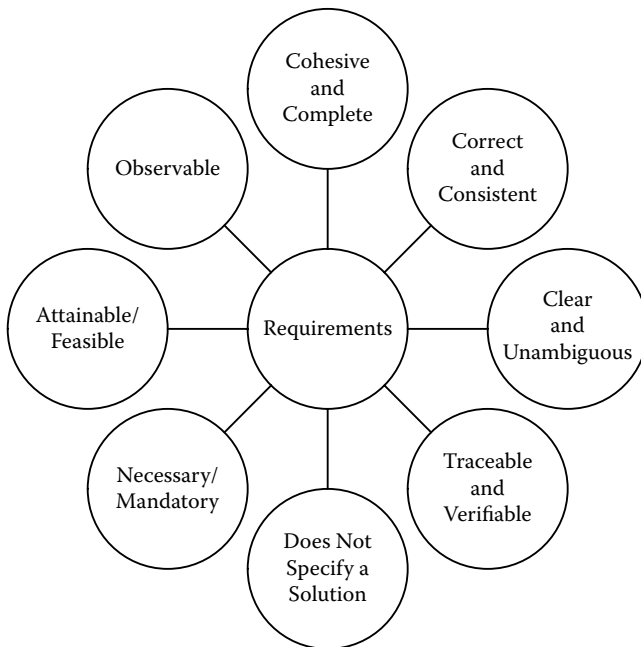 Cohesive
and
Complete
Correct
and
Consistent
Observable
Clear
and
Unambiguous
Attainable/
Feasible
Requirements
Traceable
and
Verifiable
Necessary/
Mandatory
Does Not
Specify a
Solution